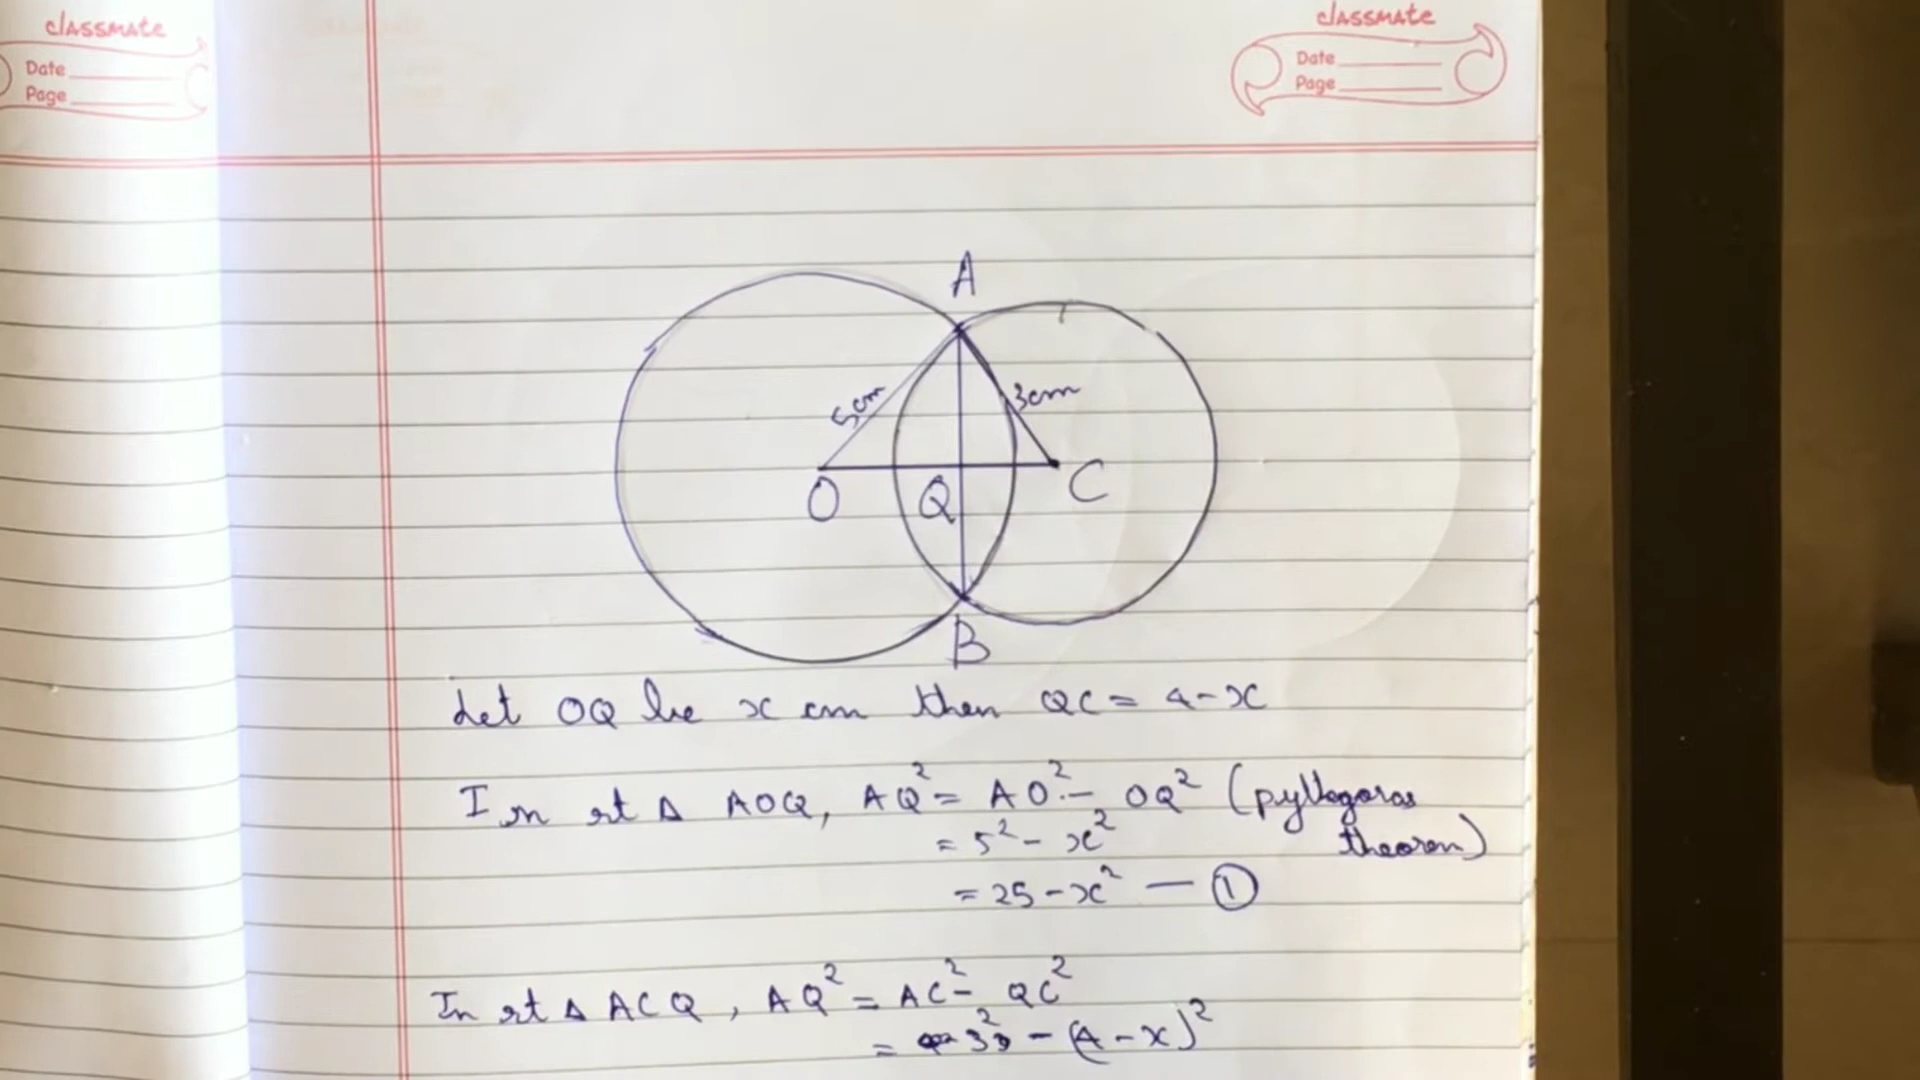 classmate
Date
Page
classmate
Date
Page
A
5cm
3cm
O
Q
C
B
Let OQ be x cm then QC = 4-x
In rt Δ AOQ, AQ² = AO² - OQ² (pythagoras
theorem)
= 5² - x²
= 25 - x² — ①
In rt Δ ACQ, AQ² = AC² - QC²
= 3² - (4-x)²